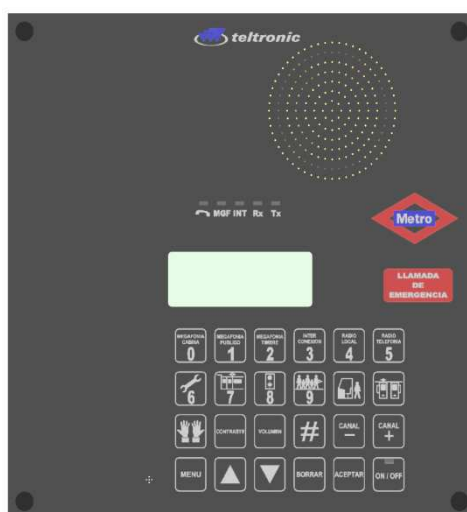 teltronic
MGF INT Rx Tx
Metro
LLAMADA
DE
EMERGENCIA
MEGAFONIA
CABINA
0
MEGAFONIA
PUBLICO
1
MEGAFONIA
TIMBRE
2
INTER
CONEXION
3
RADIO
LOCAL
4
RADIO
TELEFONIA
5
6
7
8
9
CONTRASTE
VOLUMEN
#
CANAL
-
CANAL
+
MENU
BORRAR
ACEPTAR
ON / OFF